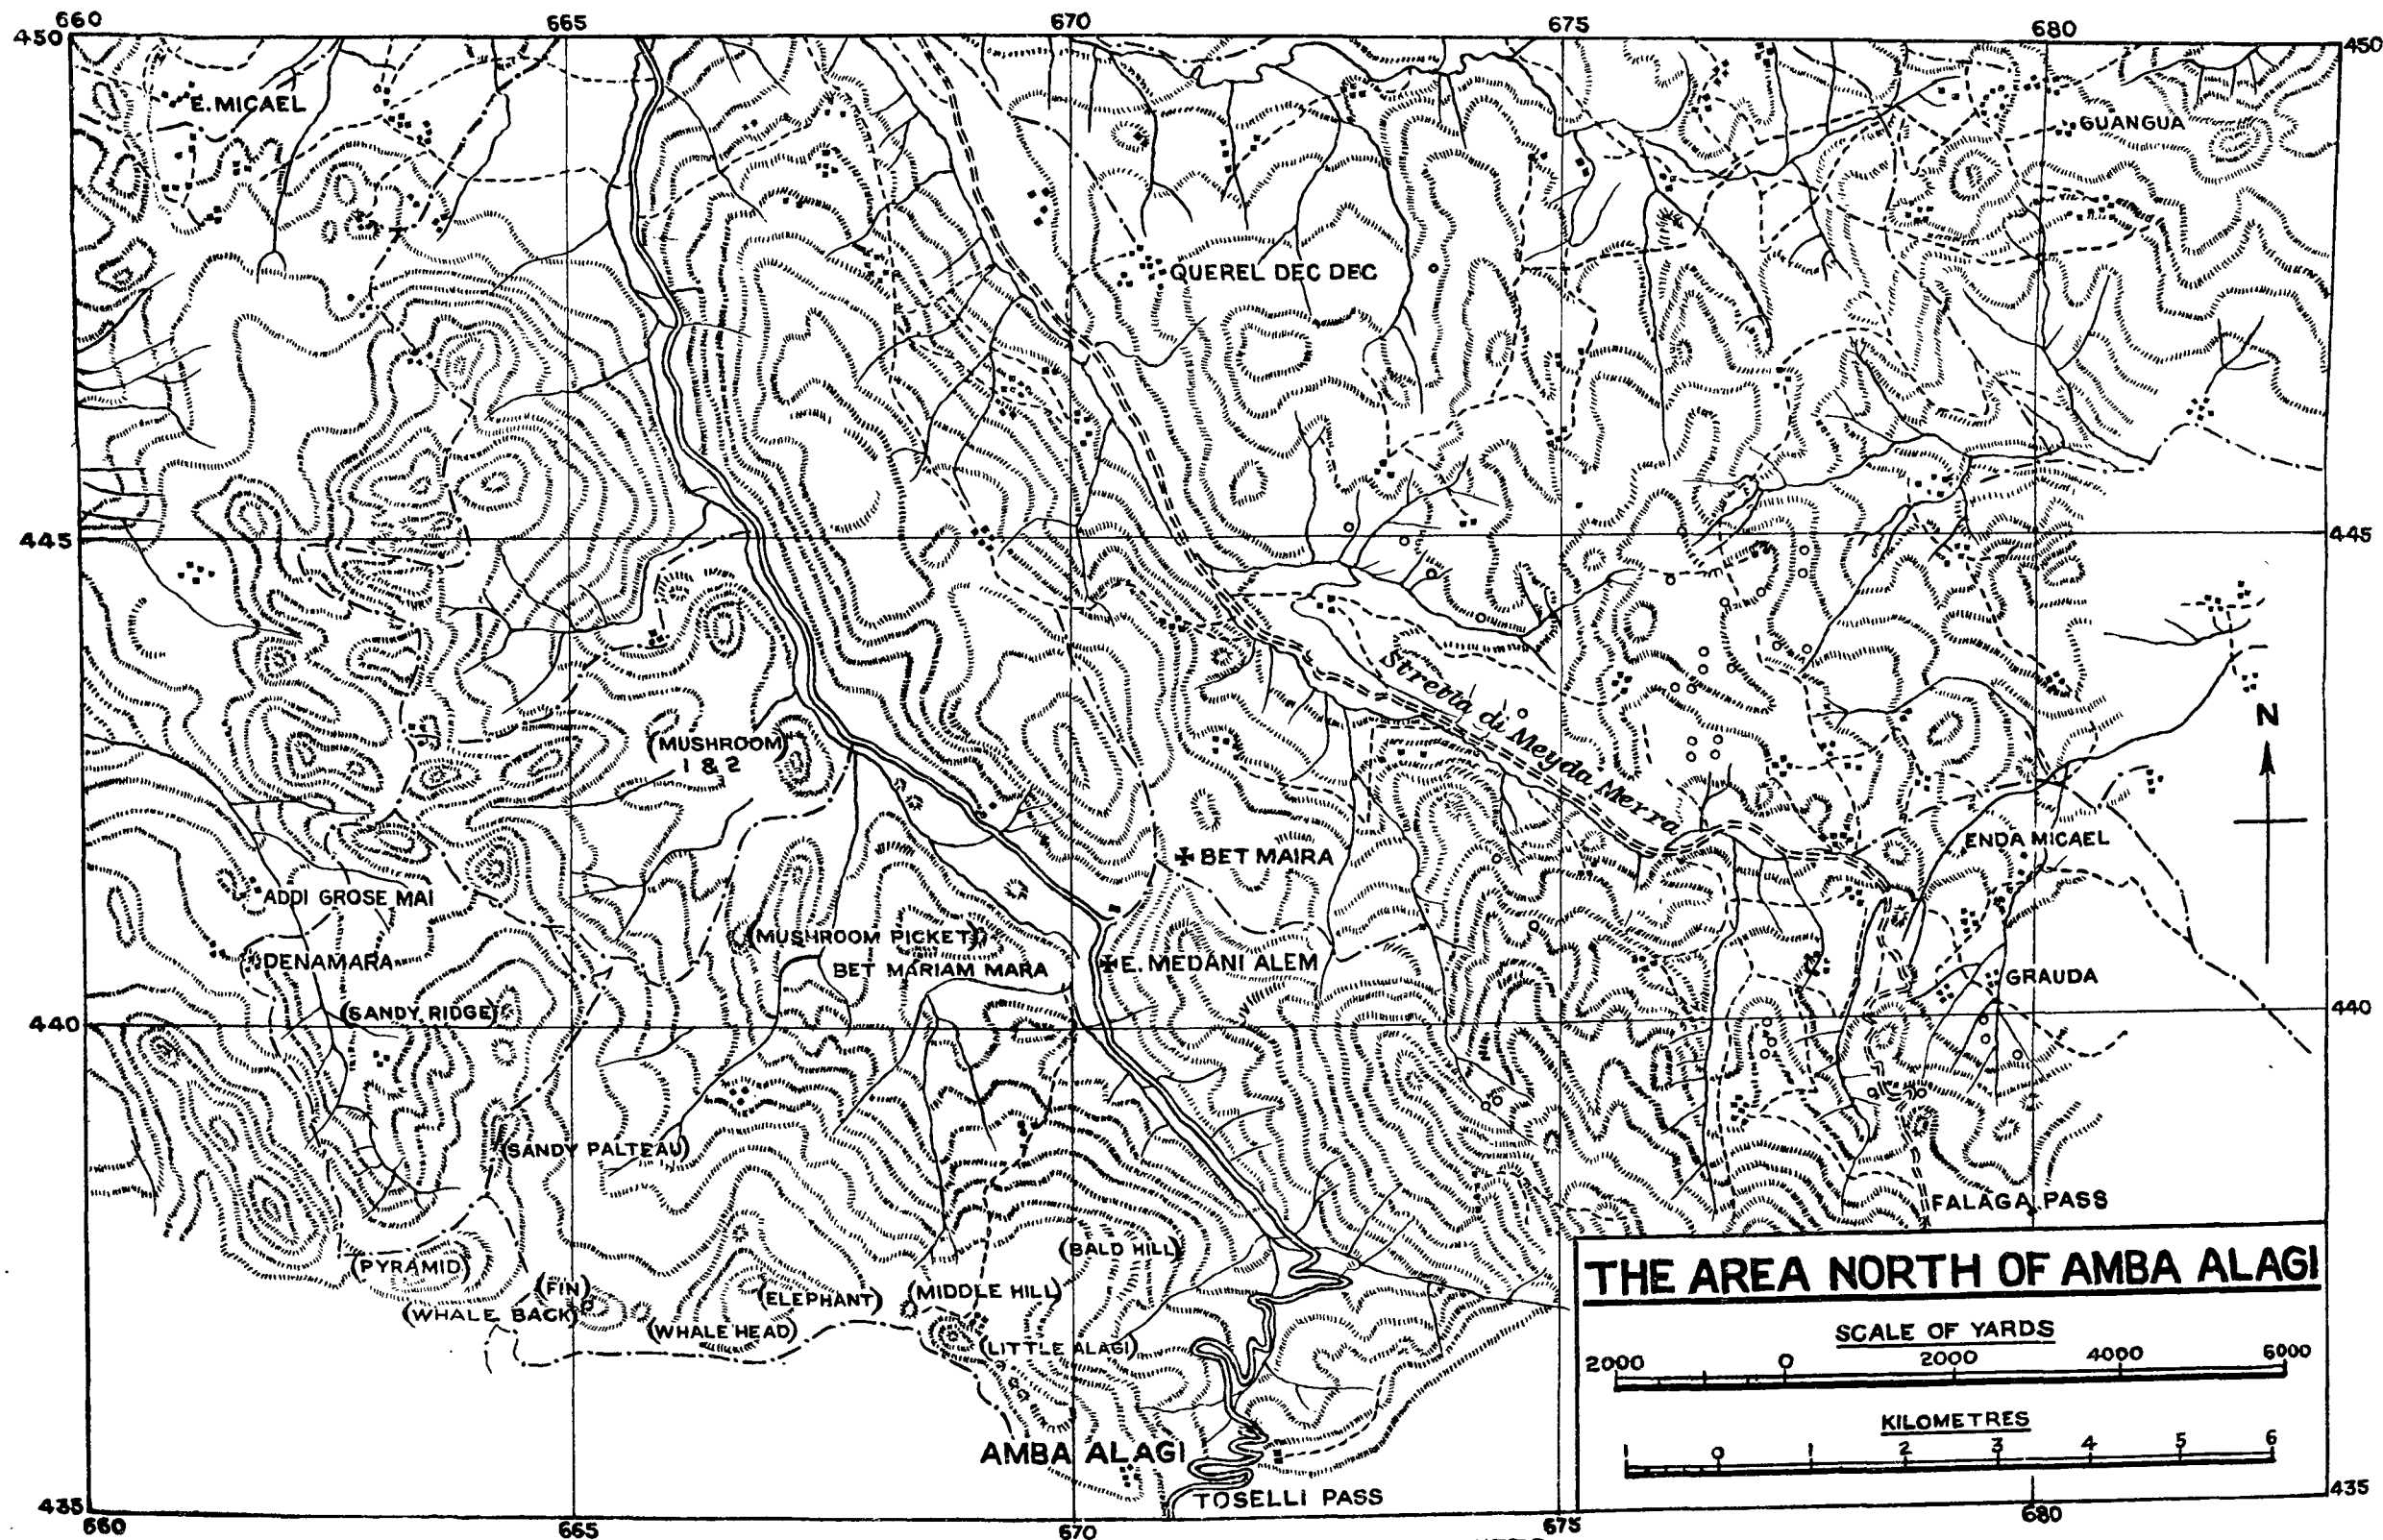 660 665 670 675 680
450 450
E. MICAEL
GUANGUA
QUEREL DEC DEC
445 445
Stretta di Meyda Merra
N
(MUSHROOM)
1 & 2
ENDA MICAEL
BET MAIRA
ADDI GROSE MAI
(MUSHROOM PICKET)
DENAMARA
E. MEDANI ALEM
BET MARIAM MARA
GRAUDA
(SANDY RIDGE)
440 440
(SANDY PALTEAU)
FALAGA PASS
(BALD HILL)
(PYRAMID)
(FIN)
(MIDDLE HILL)
(ELEPHANT)
(WHALE BACK)
(WHALE HEAD)
(LITTLE ALAGI)
AMBA ALAGI
TOSELLI PASS
THE AREA NORTH OF AMBA ALAGI
SCALE OF YARDS
2000 0 2000 4000 6000
KILOMETRES
1 0 1 2 3 4 5 6
435 435
660 665 670 675 680